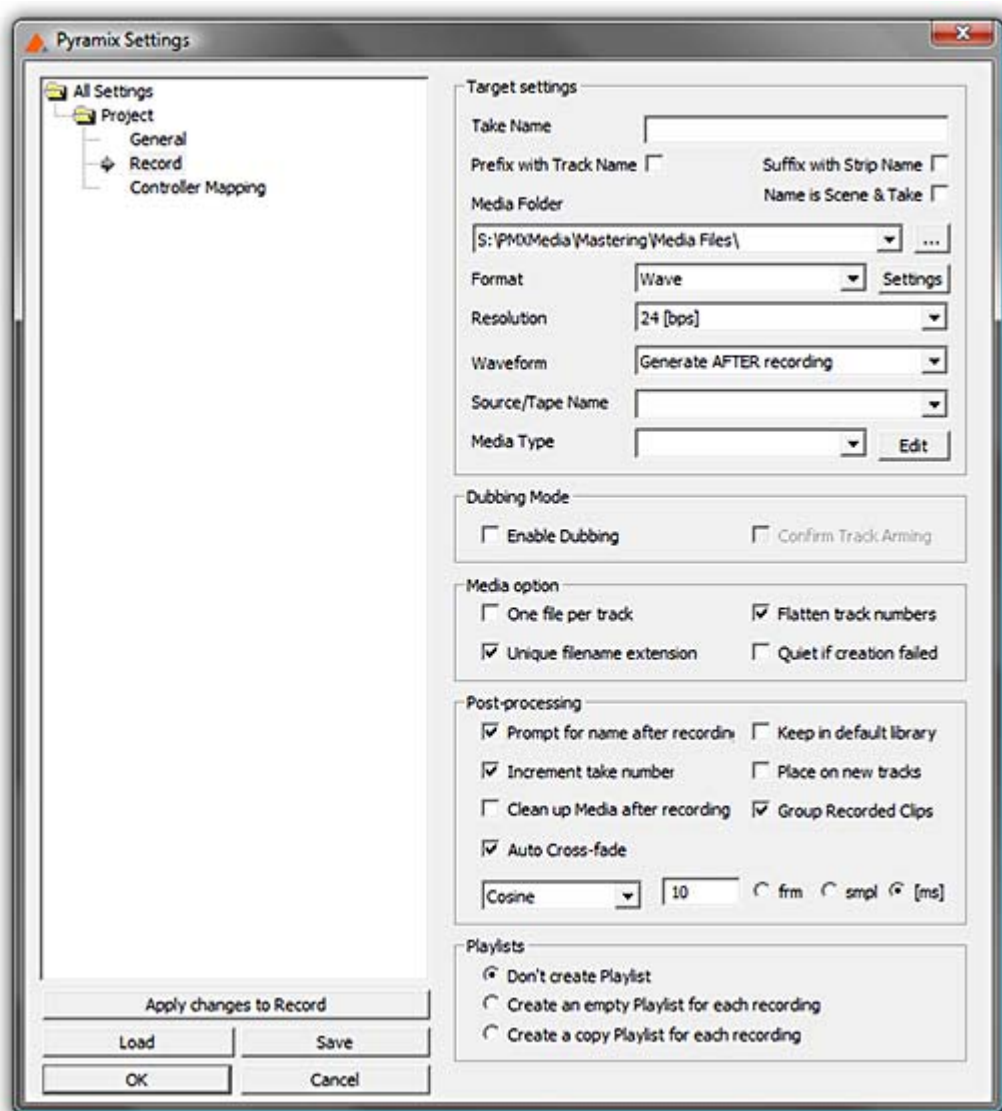 Pyramix Settings
All Settings
Project
General
Record
Controller Mapping
Apply changes to Record
Load Save
OK Cancel
Target settings
Take Name
Prefix with Track Name Suffix with Strip Name
Name is Scene & Take
Media Folder
S:\PMXMedia\Mastering\Media Files\ ...
Format Wave Settings
Resolution 24 [bps]
Waveform Generate AFTER recording
Source/Tape Name
Media Type Edit
Dubbing Mode
Enable Dubbing Confirm Track Arming
Media option
One file per track Flatten track numbers
Unique filename extension Quiet if creation failed
Post-processing
Prompt for name after recordin Keep in default library
Increment take number Place on new tracks
Clean up Media after recording Group Recorded Clips
Auto Cross-fade
Cosine 10 frm smpl [ms]
Playlists
Don't create Playlist
Create an empty Playlist for each recording
Create a copy Playlist for each recording